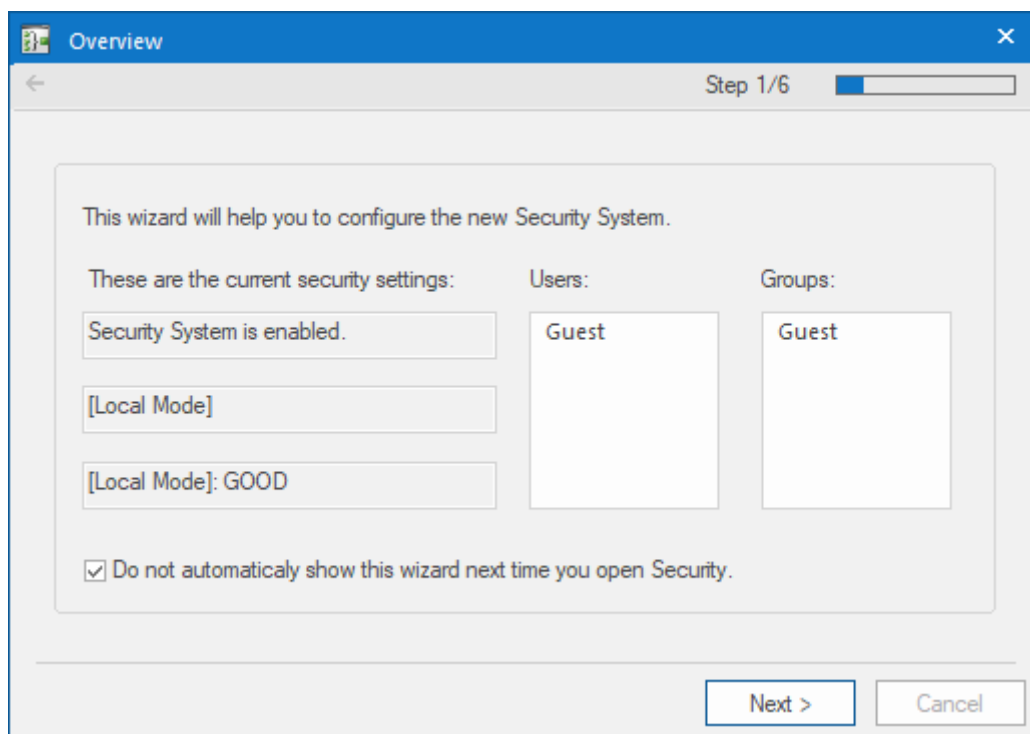 Overview
Step 1/6
This wizard will help you to configure the new Security System.
These are the current security settings:
Users:
Groups:
Security System is enabled.
Guest
Guest
[Local Mode]
[Local Mode]: GOOD
Do not automaticaly show this wizard next time you open Security.
Next >
Cancel